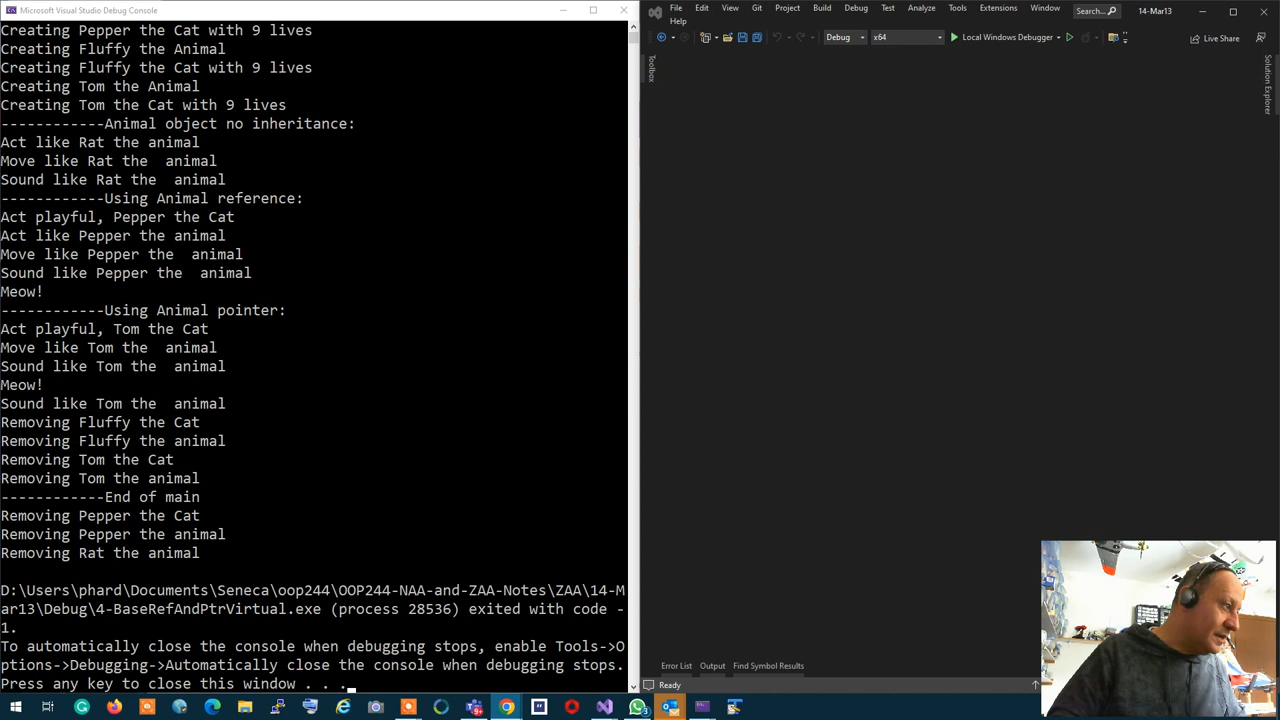 Microsoft Visual Studio Debug Console
Creating Pepper the Cat with 9 lives
Creating Fluffy the Animal
Creating Fluffy the Cat with 9 lives
Creating Tom the Animal
Creating Tom the Cat with 9 lives
------------Animal object no inheritance:
Act like Rat the animal
Move like Rat the  animal
Sound like Rat the  animal
------------Using Animal reference:
Act playful, Pepper the Cat
Act like Pepper the animal
Move like Pepper the  animal
Sound like Pepper the  animal
Meow!
------------Using Animal pointer:
Act playful, Tom the Cat
Move like Tom the  animal
Sound like Tom the  animal
Meow!
Sound like Tom the  animal
Removing Fluffy the Cat
Removing Fluffy the animal
Removing Tom the Cat
Removing Tom the animal
------------End of main
Removing Pepper the Cat
Removing Pepper the animal
Removing Rat the animal
D:\Users\phard\Documents\Seneca\oop244\OOP244-NAA-and-ZAA-Notes\ZAA\14-M
ar13\Debug\4-BaseRefAndPtrVirtual.exe (process 28536) exited with code -
1.
To automatically close the console when debugging stops, enable Tools->O
ptions->Debugging->Automatically close the console when debugging stops.
Press any key to close this window . . .
File Edit View Git Project Build Debug Test Analyze Tools Extensions Window
Help
Search...
14-Mar13
Debug x64 Local Windows Debugger Live Share
Toolbox
Solution Explorer
Error List Output Find Symbol Results
Ready